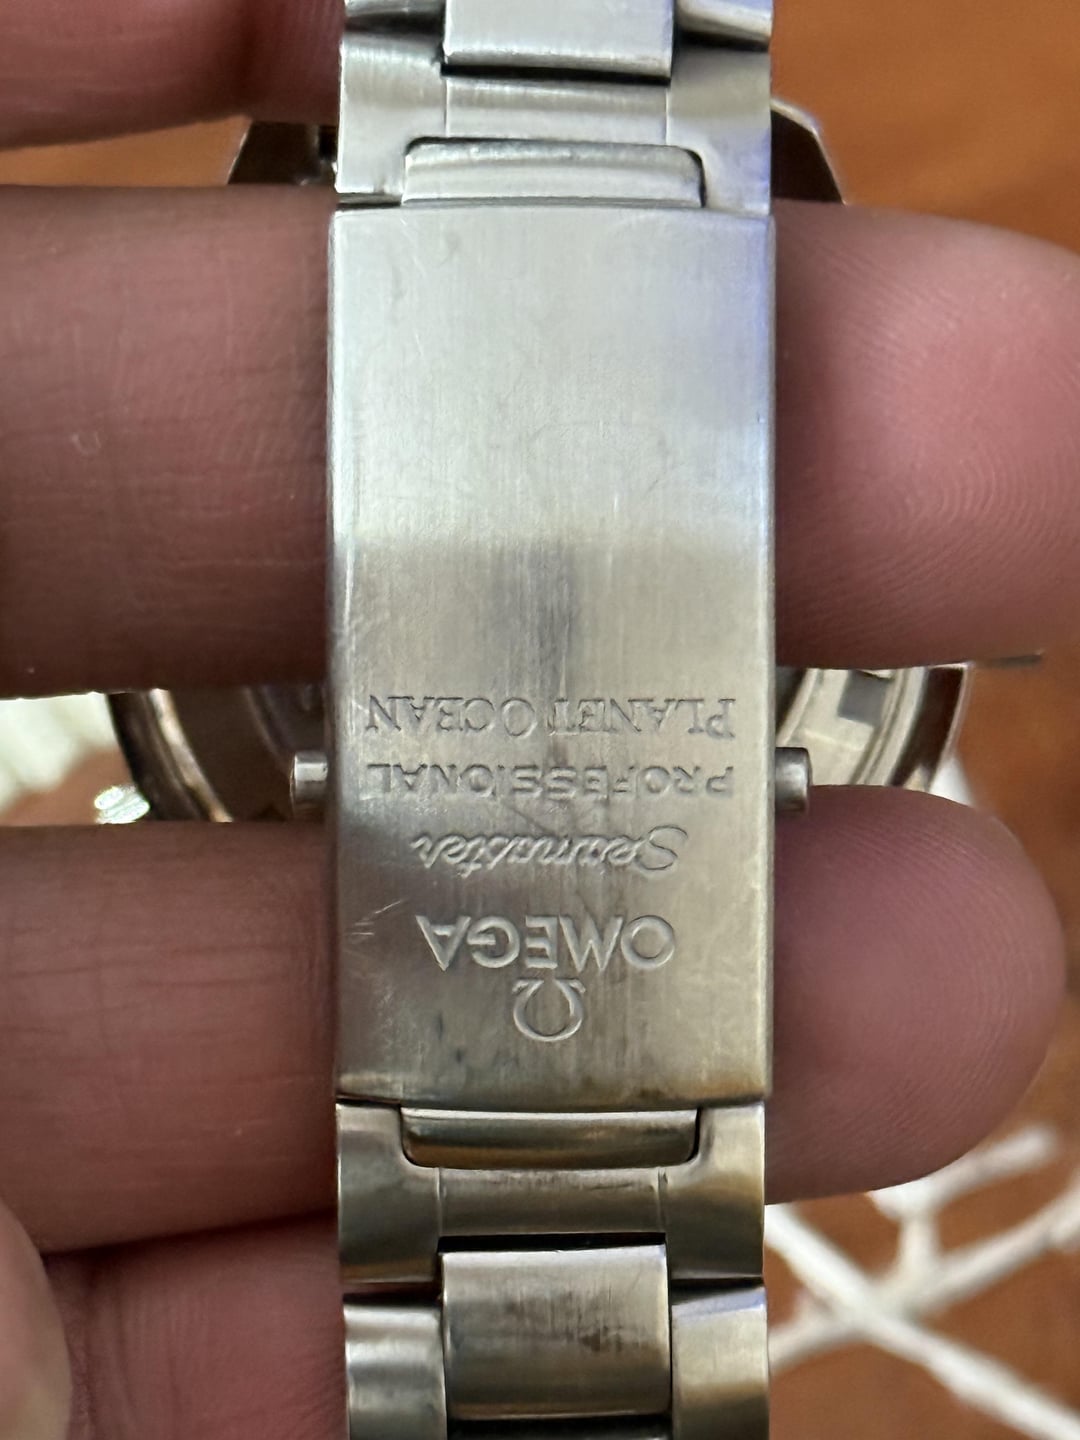 Ω
OMEGA
Seamaster
PROFESSIONAL
PLANET OCEAN